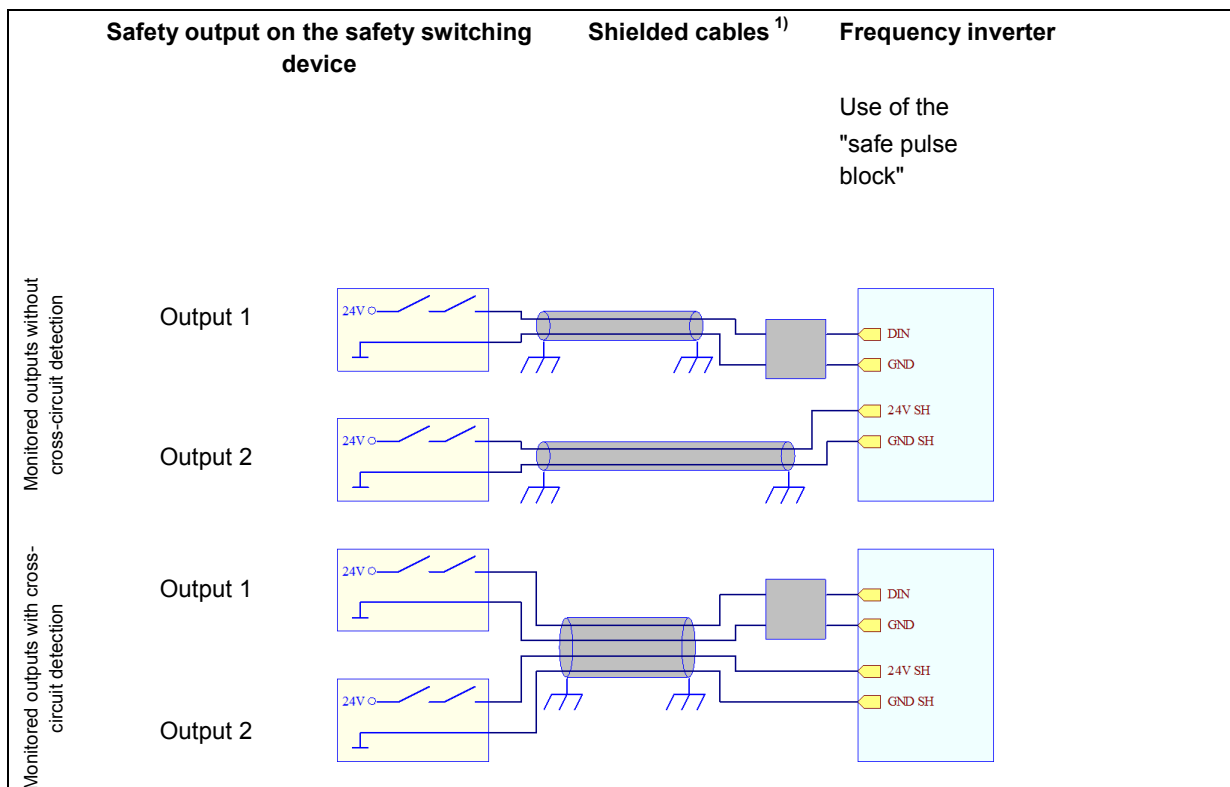 Safety output on the safety switching
device
Shielded cables 1)
Frequency inverter
Use of the
"safe pulse
block"
Monitored outputs without
cross-circuit detection
Output 1
24V
DIN
GND
24V SH
GND SH
Output 2
24V
Monitored outputs with cross-
circuit detection
Output 1
24V
DIN
GND
24V SH
GND SH
Output 2
24V